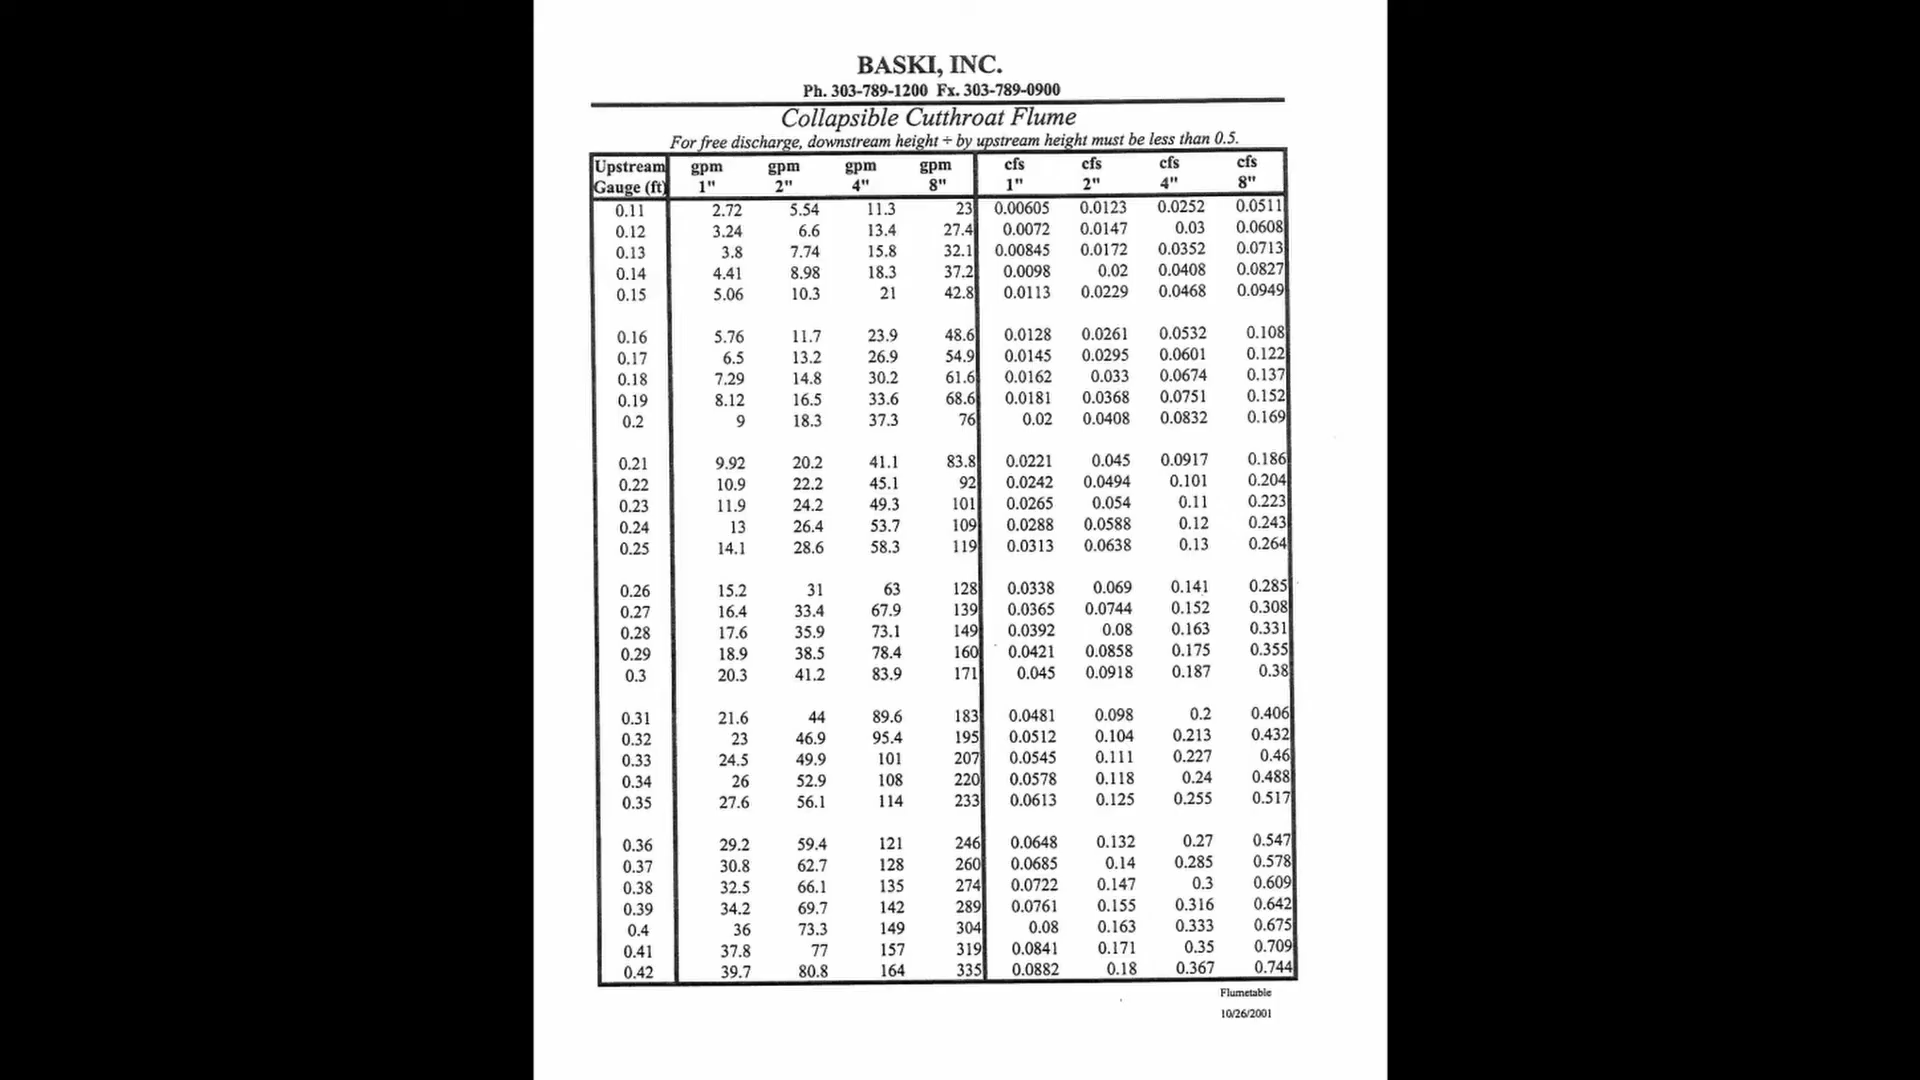 BASKI, INC.
Ph. 303-789-1200 Fx. 303-789-0900
Collapsible Cutthroat Flume
For free discharge, downstream height ÷ by upstream height must be less than 0.5.
Upstream gpm gpm gpm gpm cfs cfs cfs cfs
Gauge (ft) 1" 2" 4" 8" 1" 2" 4" 8"
0.11 2.72 5.54 11.3 23 0.00605 0.0123 0.0252 0.0511
0.12 3.24 6.6 13.4 27.4 0.0072 0.0147 0.03 0.0608
0.13 3.8 7.74 15.8 32.1 0.00845 0.0172 0.0352 0.0713
0.14 4.41 8.98 18.3 37.2 0.0098 0.02 0.0408 0.0827
0.15 5.06 10.3 21 42.8 0.0113 0.0229 0.0468 0.0949
0.16 5.76 11.7 23.9 48.6 0.0128 0.0261 0.0532 0.108
0.17 6.5 13.2 26.9 54.9 0.0145 0.0295 0.0601 0.122
0.18 7.29 14.8 30.2 61.6 0.0162 0.033 0.0674 0.137
0.19 8.12 16.5 33.6 68.6 0.0181 0.0368 0.0751 0.152
0.2 9 18.3 37.3 76 0.02 0.0408 0.0832 0.169
0.21 9.92 20.2 41.1 83.8 0.0221 0.045 0.0917 0.186
0.22 10.9 22.2 45.1 92 0.0242 0.0494 0.101 0.204
0.23 11.9 24.2 49.3 101 0.0265 0.054 0.11 0.223
0.24 13 26.4 53.7 109 0.0288 0.0588 0.12 0.243
0.25 14.1 28.6 58.3 119 0.0313 0.0638 0.13 0.264
0.26 15.2 31 63 128 0.0338 0.069 0.141 0.285
0.27 16.4 33.4 67.9 139 0.0365 0.0744 0.152 0.308
0.28 17.6 35.9 73.1 149 0.0392 0.08 0.163 0.331
0.29 18.9 38.5 78.4 160 0.0421 0.0858 0.175 0.355
0.3 20.3 41.2 83.9 171 0.045 0.0918 0.187 0.38
0.31 21.6 44 89.6 183 0.0481 0.098 0.2 0.406
0.32 23 46.9 95.4 195 0.0512 0.104 0.213 0.432
0.33 24.5 49.9 101 207 0.0545 0.111 0.227 0.46
0.34 26 52.9 108 220 0.0578 0.118 0.24 0.488
0.35 27.6 56.1 114 233 0.0613 0.125 0.255 0.517
0.36 29.2 59.4 121 246 0.0648 0.132 0.27 0.547
0.37 30.8 62.7 128 260 0.0685 0.14 0.285 0.578
0.38 32.5 66.1 135 274 0.0722 0.147 0.3 0.609
0.39 34.2 69.7 142 289 0.0761 0.155 0.316 0.642
0.4 36 73.3 149 304 0.08 0.163 0.333 0.675
0.41 37.8 77 157 319 0.0841 0.171 0.35 0.709
0.42 39.7 80.8 164 335 0.0882 0.18 0.367 0.744
Flumetable
10/26/2001